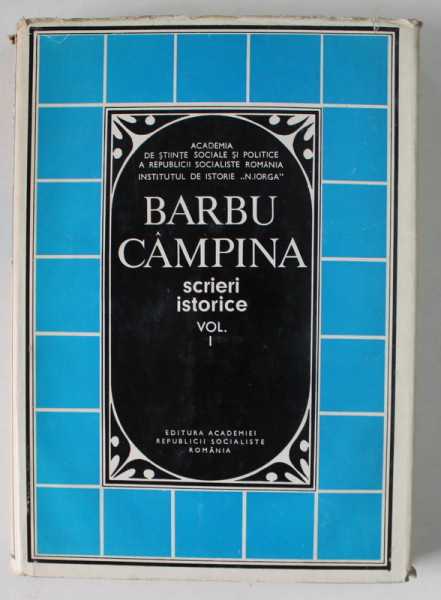 ACADEMIA
DE ȘTIINȚE SOCIALE ȘI POLITICE
A REPUBLICII SOCIALISTE ROMÂNIA
INSTITUTUL DE ISTORIE „N.IORGA”
BARBU
CÂMPINA
scrieri
istorice
VOL.
I
EDITURA ACADEMIEI
REPUBLICII SOCIALISTE
ROMÂNIA